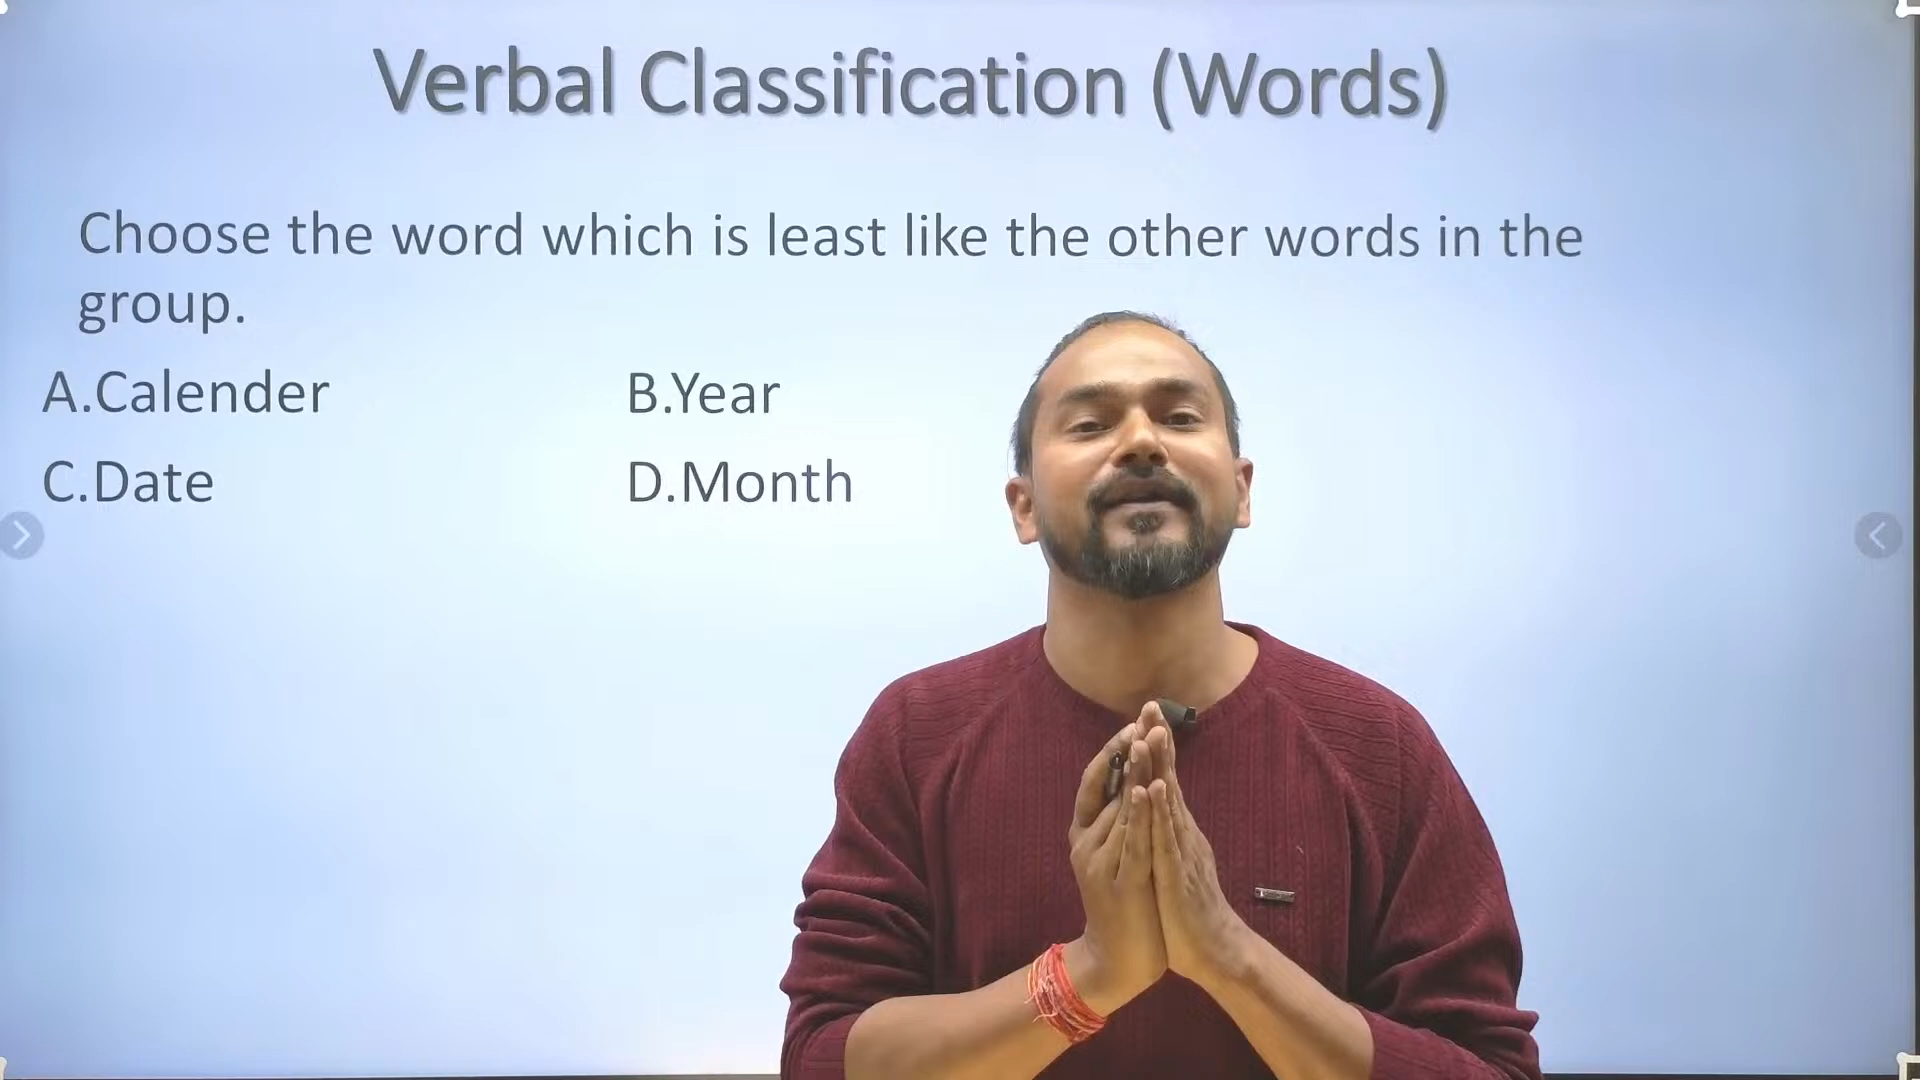 Verbal Classification (Words)
Choose the word which is least like the other words in the
group.
A.Calender
B.Year
C.Date
D.Month